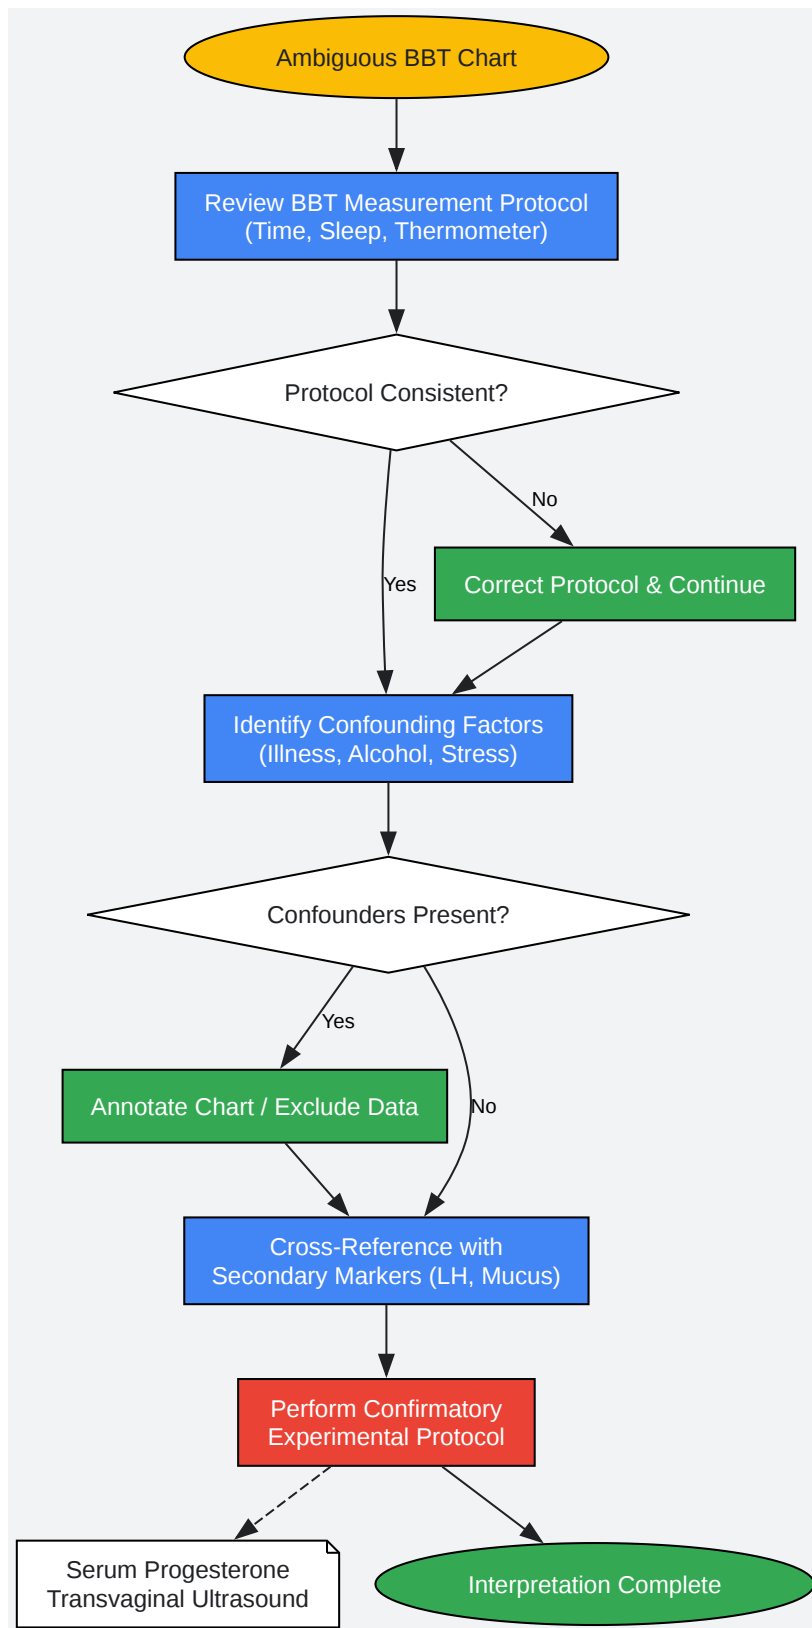 Ambiguous BBT Chart
Review BBT Measurement Protocol
(Time, Sleep, Thermometer)
Protocol Consistent?
No
Yes
Correct Protocol & Continue
Identify Confounding Factors
(Illness, Alcohol, Stress)
Confounders Present?
Yes
No
Annotate Chart / Exclude Data
Cross-Reference with
Secondary Markers (LH, Mucus)
Perform Confirmatory
Experimental Protocol
Serum Progesterone
Transvaginal Ultrasound
Interpretation Complete